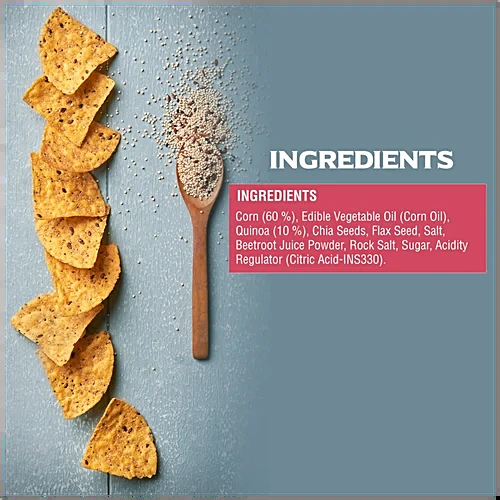 INGREDIENTS
INGREDIENTS
Corn (60 %), Edible Vegetable Oil (Corn Oil),
Quinoa (10 %), Chia Seeds, Flax Seed, Salt,
Beetroot Juice Powder, Rock Salt, Sugar, Acidity
Regulator (Citric Acid-INS330).